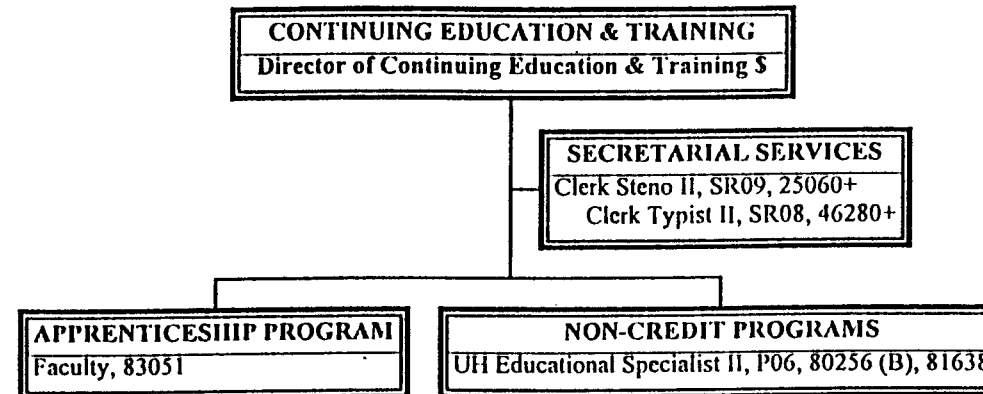 CONTINUING EDUCATION & TRAINING
Director of Continuing Education & Training $
SECRETARIAL SERVICES
Clerk Steno II, SR09, 25060+
Clerk Typist II, SR08, 46280+
APPRENTICESHIP PROGRAM
Faculty, 83051
NON-CREDIT PROGRAMS
UH Educational Specialist II, P06, 80256 (B), 81638